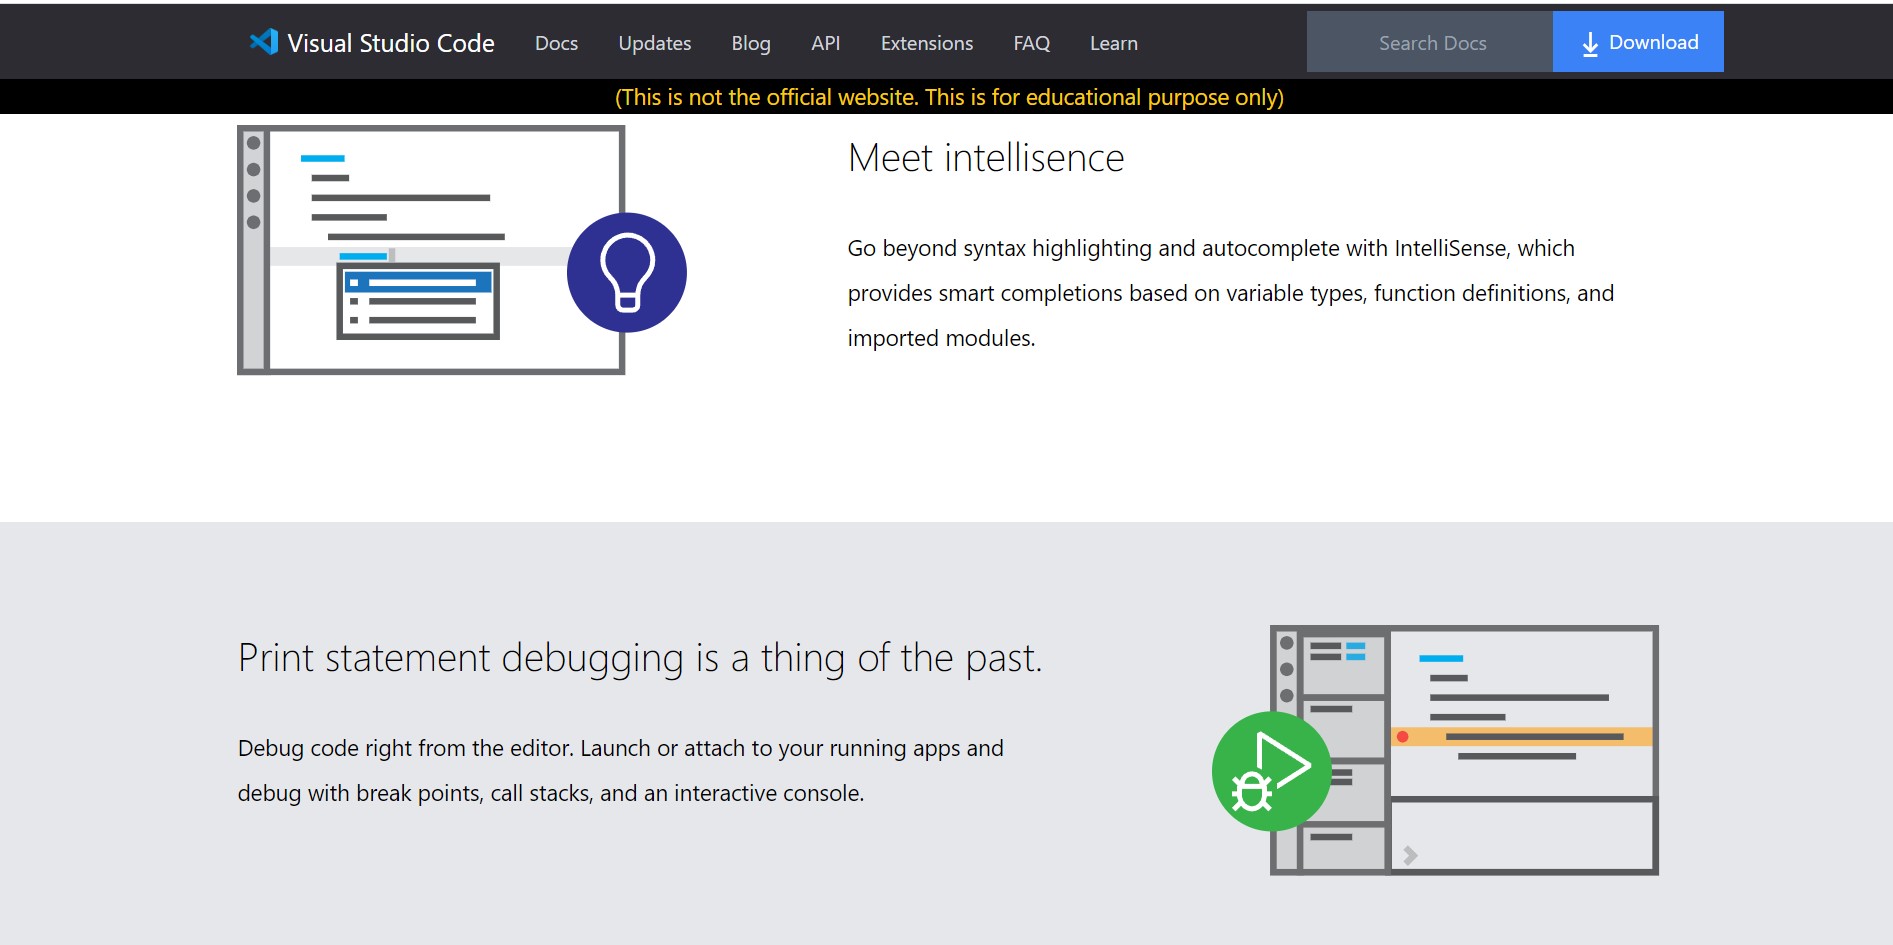 Visual Studio Code Docs Updates Blog API Extensions FAQ Learn Search Docs Download
(This is not the official website. This is for educational purpose only)
Meet intellisence
Go beyond syntax highlighting and autocomplete with IntelliSense, which
provides smart completions based on variable types, function definitions, and
imported modules.
Print statement debugging is a thing of the past.
Debug code right from the editor. Launch or attach to your running apps and
debug with break points, call stacks, and an interactive console.